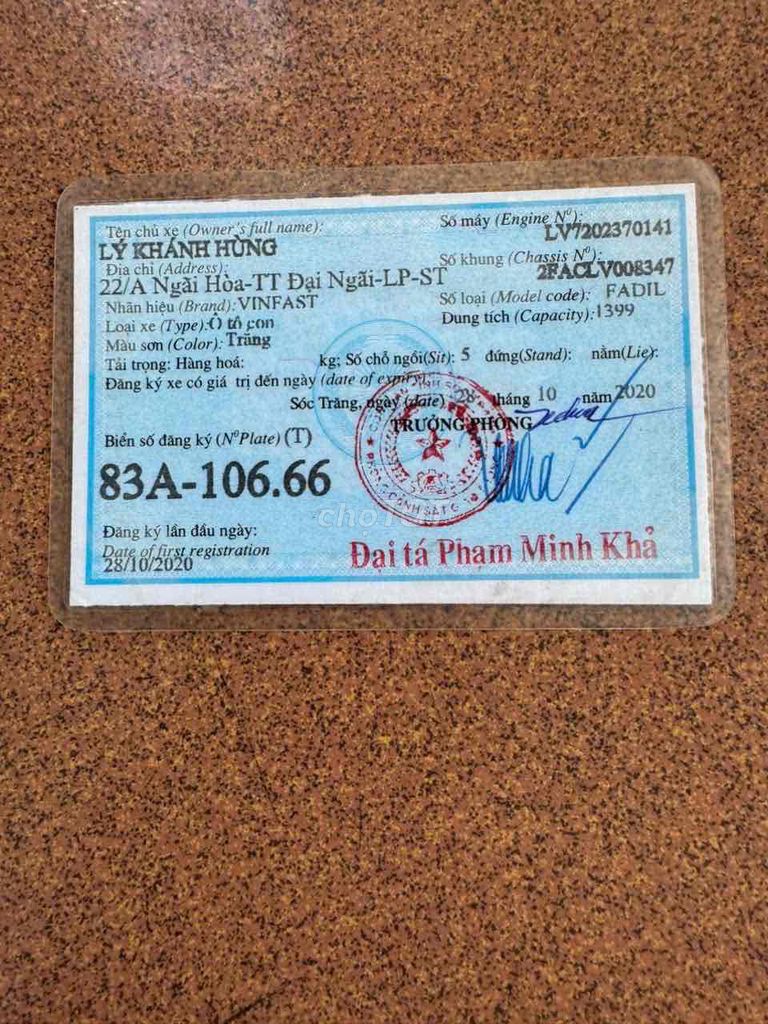 Tên chủ xe (Owner's full name):
LÝ KHÁNH HÙNG
Số máy (Engine Nº):
LV7202370141
Địa chỉ (Address):
22/A Ngãi Hòa-TT Đại Ngãi-LP-ST
Số khung (Chassis Nº):
2FACLV008347
Nhãn hiệu (Brand): VINFAST
Số loại (Model code): FADIL
Loại xe (Type): Ô tô con
Dung tích (Capacity): 1399
Màu sơn (Color): Trắng
Tải trọng: Hàng hoá: kg; Số chỗ ngồi(Sit): 5 đứng(Stand): nằm(Lie):
Đăng ký xe có giá trị đến ngày (date of expiry)
Sóc Trăng, ngày (date) 28 tháng 10 năm 2020
TRƯỞNG PHÒNG
Biển số đăng ký (NºPlate) (T)
83A-106.66
Đăng ký lần đầu ngày:
Date of first registration
28/10/2020
Đại tá Phạm Minh Khả